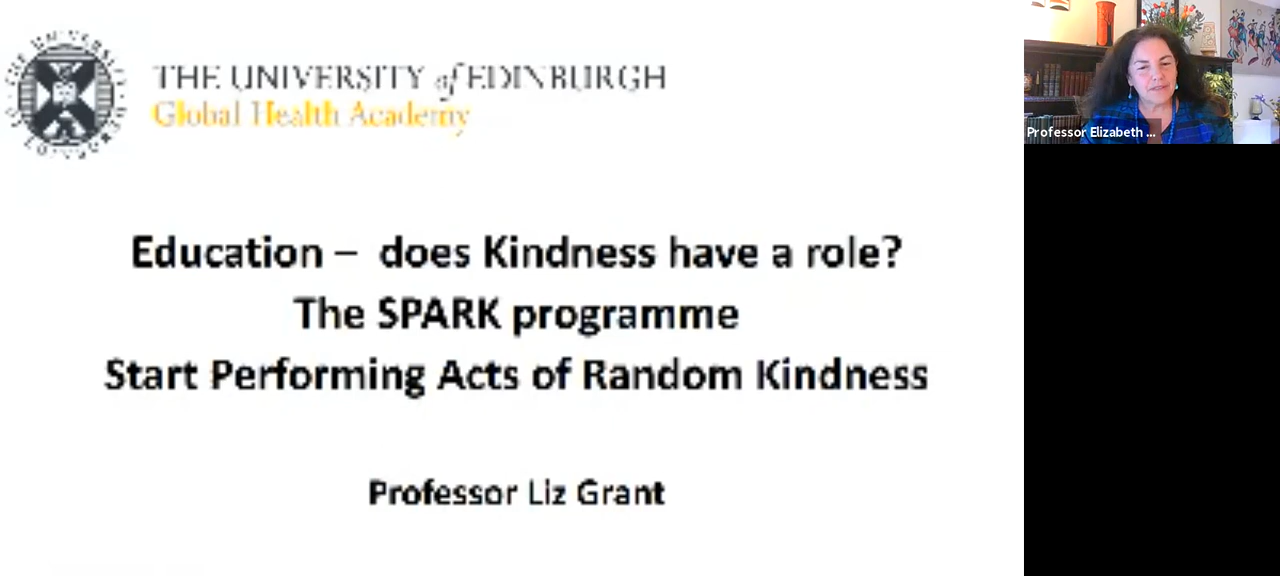 THE UNIVERSITY of EDINBURGH
Global Health Academy
Education – does Kindness have a role?
The SPARK programme
Start Performing Acts of Random Kindness
Professor Liz Grant
Professor Elizabeth ...